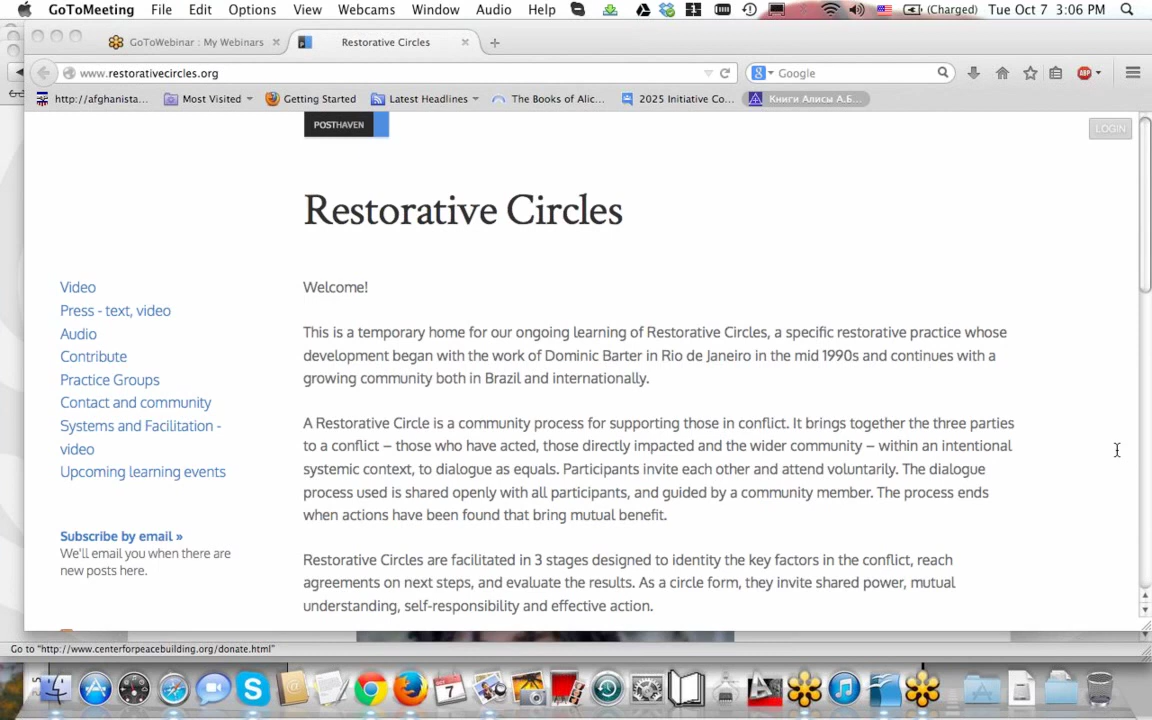 GoToMeeting File Edit Options View Webcams Window Audio Help (Charged) Tue Oct 7 3:06 PM
GoToWebinar : My Webinars Restorative Circles
www.restorativecircles.org Google
http://afghanista... Most Visited Getting Started Latest Headlines The Books of Alic... 2025 Initiative Co... Книги Алисы А.Б...
POSTHAVEN
LOGIN
Restorative Circles
Video
Press - text, video
Audio
Contribute
Practice Groups
Contact and community
Systems and Facilitation -
video
Upcoming learning events
Subscribe by email »
We'll email you when there are
new posts here.
Welcome!
This is a temporary home for our ongoing learning of Restorative Circles, a specific restorative practice whose
development began with the work of Dominic Barter in Rio de Janeiro in the mid 1990s and continues with a
growing community both in Brazil and internationally.
A Restorative Circle is a community process for supporting those in conflict. It brings together the three parties
to a conflict – those who have acted, those directly impacted and the wider community – within an intentional
systemic context, to dialogue as equals. Participants invite each other and attend voluntarily. The dialogue
process used is shared openly with all participants, and guided by a community member. The process ends
when actions have been found that bring mutual benefit.
Restorative Circles are facilitated in 3 stages designed to identity the key factors in the conflict, reach
agreements on next steps, and evaluate the results. As a circle form, they invite shared power, mutual
understanding, self-responsibility and effective action.
Go to "http://www.centerforpeacebuilding.org/donate.html"